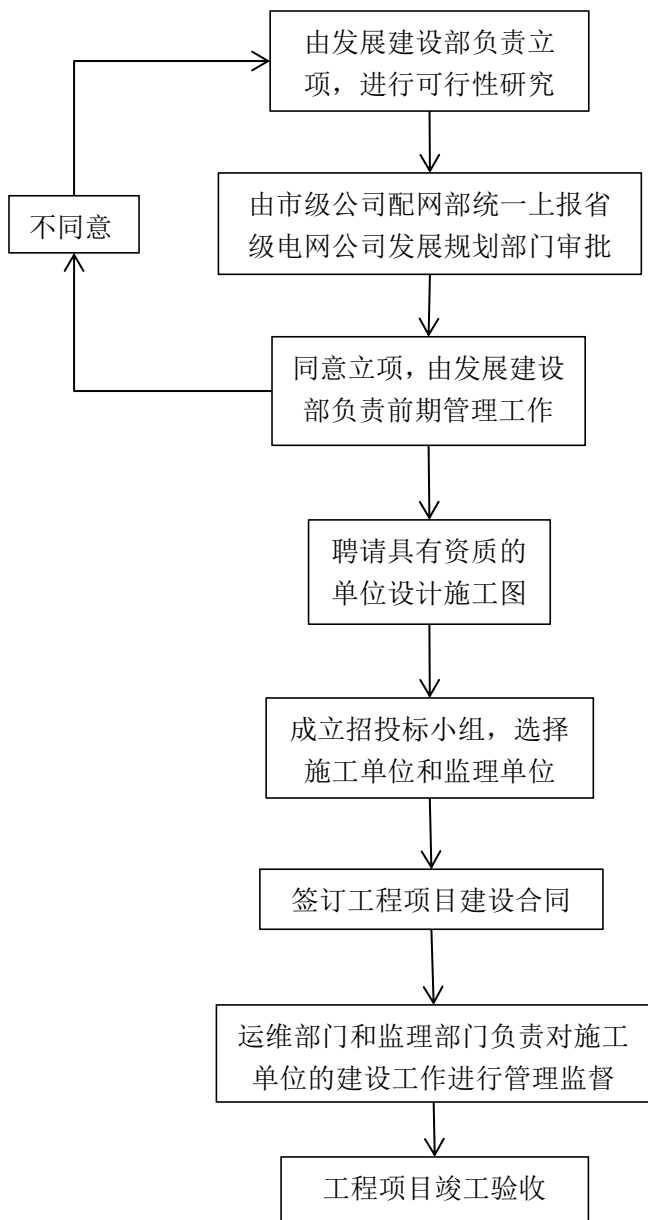 由发展建设部负责立
项，进行可行性研究
由市级公司配网部统一上报省
级电网公司发展规划部门审批
不同意
同意立项，由发展建设
部负责前期管理工作
聘请具有资质的
单位设计施工图
成立招投标小组，选择
施工单位和监理单位
签订工程项目建设合同
运维部门和监理部门负责对施工
单位的建设工作进行管理监督
工程项目竣工验收